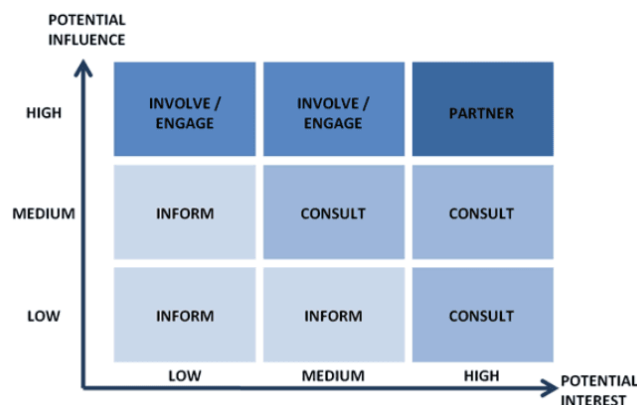 POTENTIAL
INFLUENCE
HIGH
INVOLVE /
ENGAGE
INVOLVE /
ENGAGE
PARTNER
MEDIUM
INFORM
CONSULT
CONSULT
LOW
INFORM
INFORM
CONSULT
LOW
MEDIUM
HIGH
POTENTIAL
INTEREST